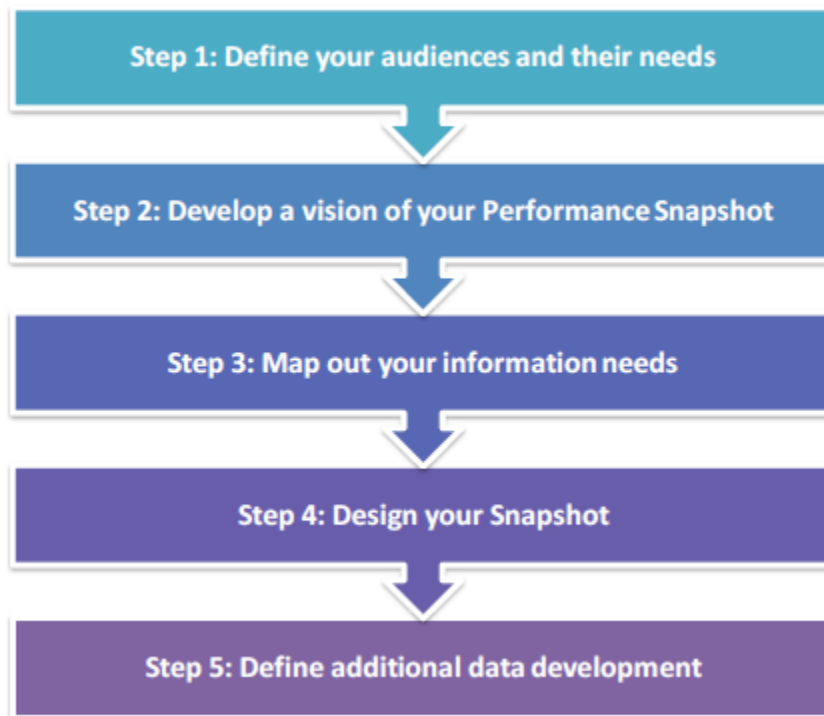 Step 1: Define your audiences and their needs
Step 2: Develop a vision of your Performance Snapshot
Step 3: Map out your information needs
Step 4: Design your Snapshot
Step 5: Define additional data development